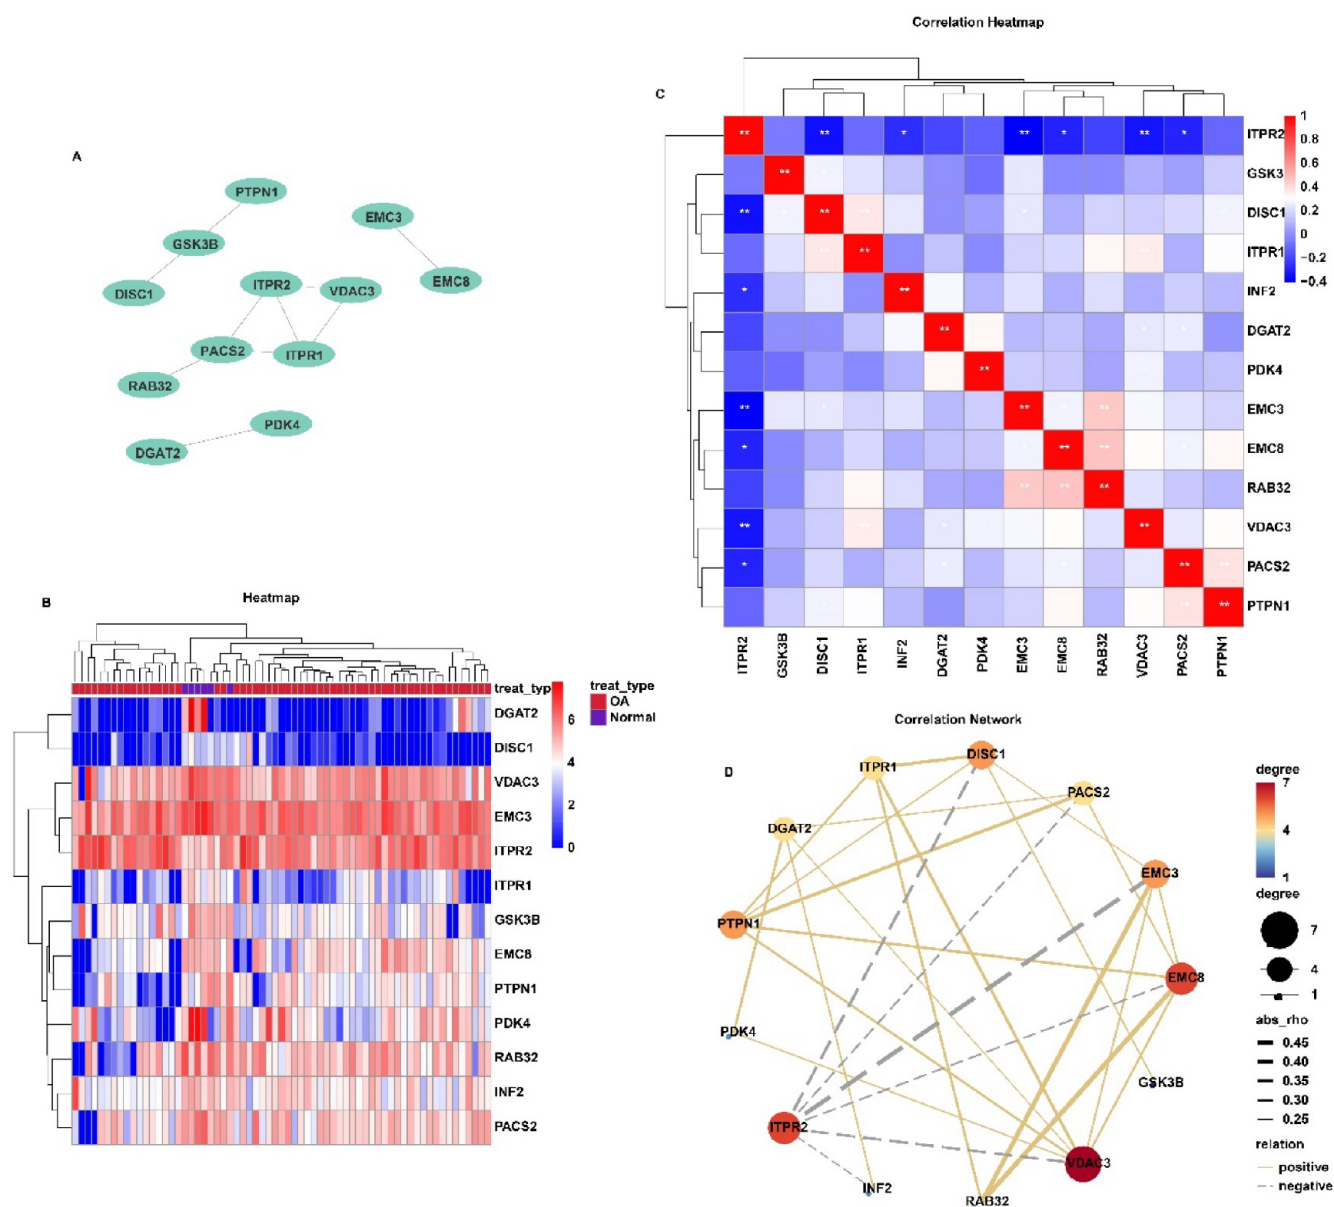 A
PTPN1
EMC3
GSK3B
ITPR2
VDAC3
EMC8
DISC1
PACS2
ITPR1
RAB32
PDK4
DGAT2
B
Heatmap
treat_typ
DGAT2
DISC1
VDAC3
EMC3
ITPR2
ITPR1
GSK3B
EMC8
PTPN1
PDK4
RAB32
INF2
PACS2
6
4
2
0
treat_type
OA
Normal
Correlation Heatmap
C
** ** * ** * ** * ITPR2
** * GSK3
** * ** ** * * DISC1
** ** ** ITPR1
* ** INF2
** * * DGAT2
** PDK4
** * ** * ** EMC3
* * ** ** * EMC8
** ** ** RAB32
** ** * * ** VDAC3
* * * ** ** PACS2
* ** ** PTPN1
ITPR2 GSK3B DISC1 ITPR1 INF2 DGAT2 PDK4 EMC3 EMC8 RAB32 VDAC3 PACS2 PTPN1
1
0.8
0.6
0.4
0.2
0
−0.2
−0.4
Correlation Network
D
DISC1
ITPR1
PACS2
DGAT2
EMC3
PTPN1
EMC8
PDK4
GSK3B
ITPR2
VDAC3
INF2
RAB32
degree
7
4
1
degree
7
4
1
abs_rho
0.45
0.40
0.35
0.30
0.25
relation
positive
negative